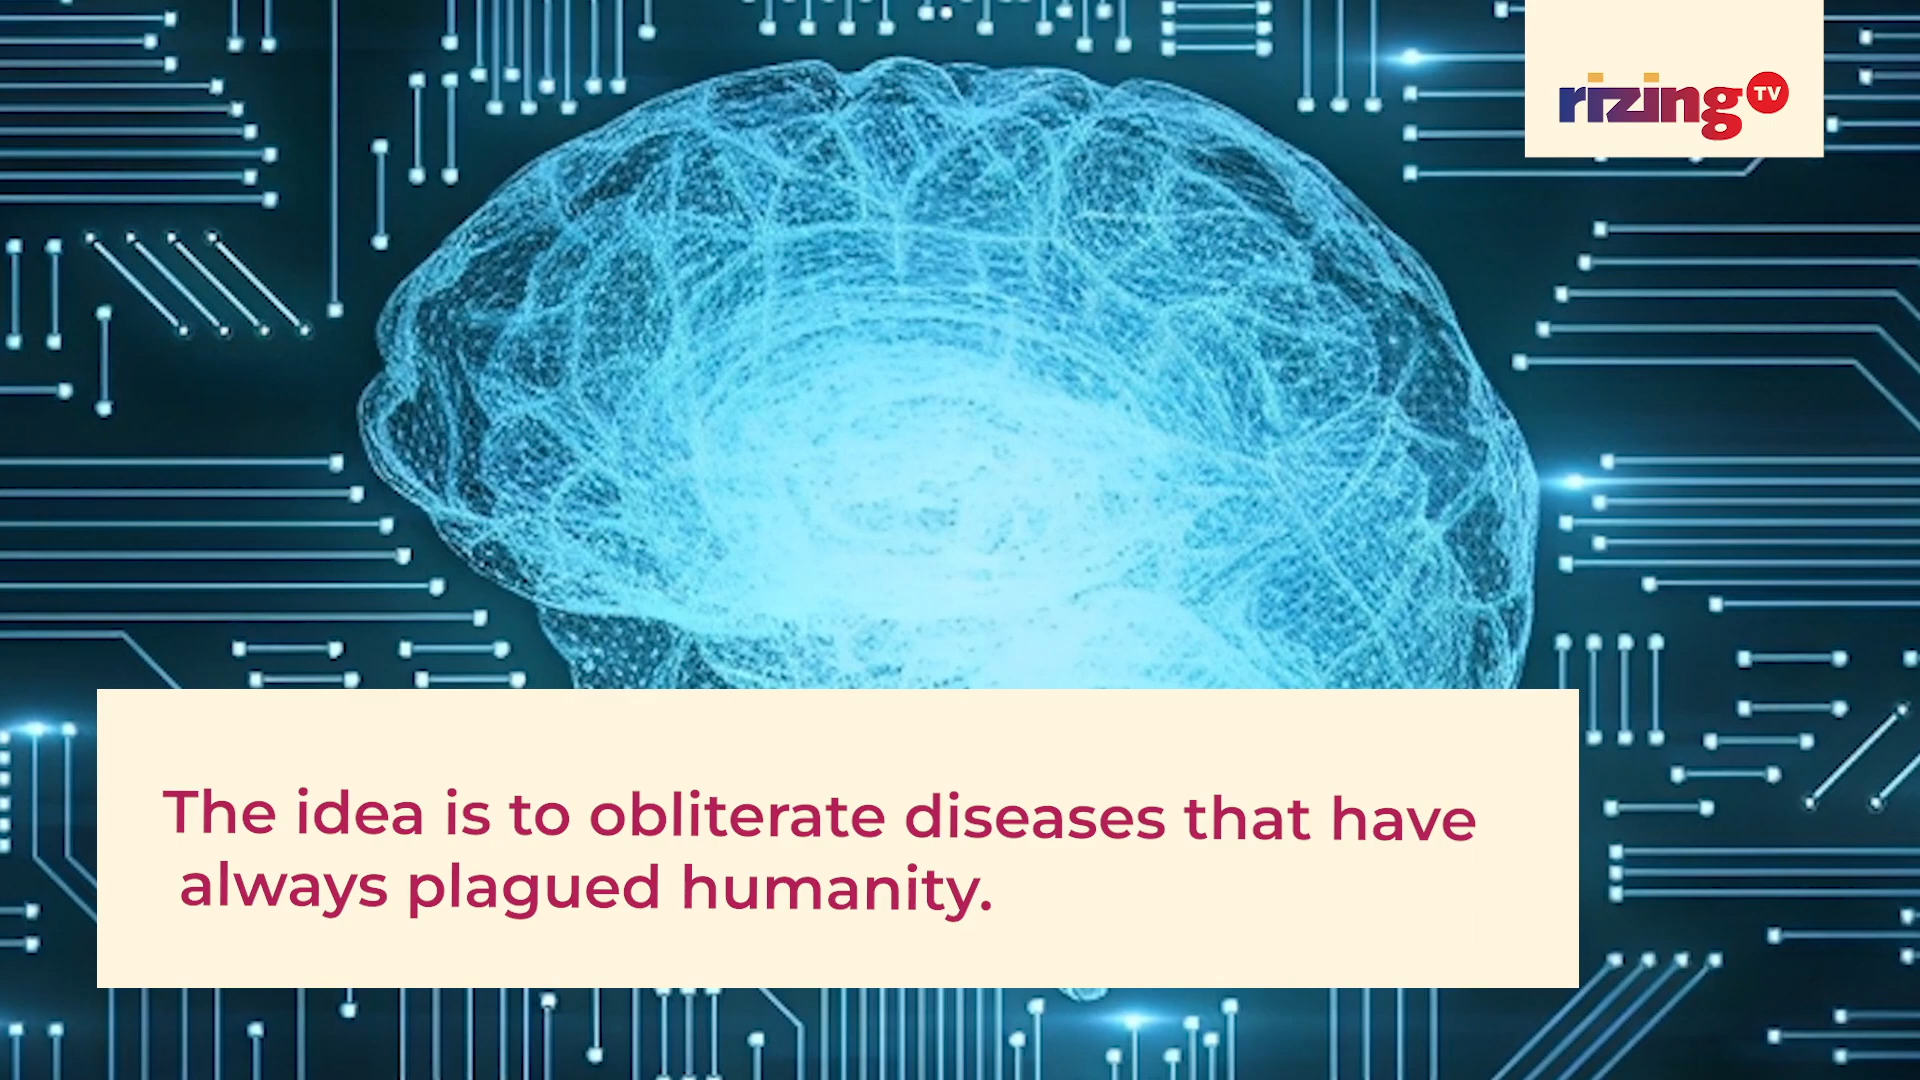 rizing TV
The idea is to obliterate diseases that have
always plagued humanity.